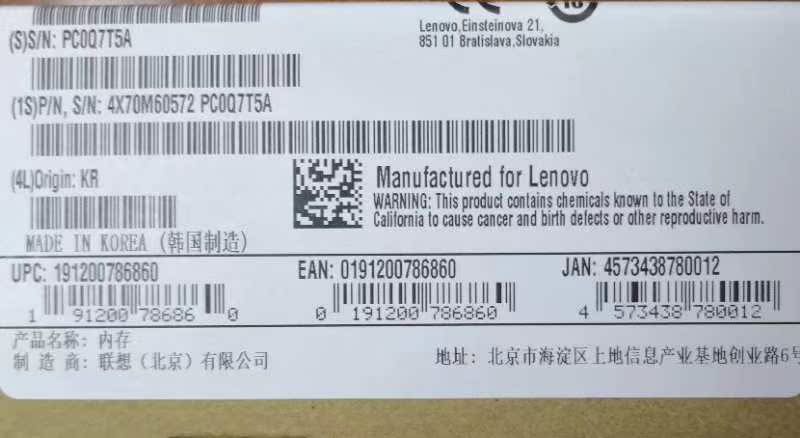 (S)S/N: PC0Q7T5A
Lenovo,Einsteinova 21,
851 01 Bratislava,Slovakia
(1S)P/N, S/N: 4X70M60572 PC0Q7T5A
(4L)Origin: KR
MADE IN KOREA (韩国制造)
Manufactured for Lenovo
WARNING: This product contains chemicals known to the State of
California to cause cancer and birth defects or other reproductive harm.
UPC: 191200786860
EAN: 0191200786860
JAN: 4573438780012
1 91200 78686 0
0 191200 786860
4 573438 780012
产品名称: 内存
制 造 商: 联想（北京）有限公司
地址: 北京市海淀区上地信息产业基地创业路6号